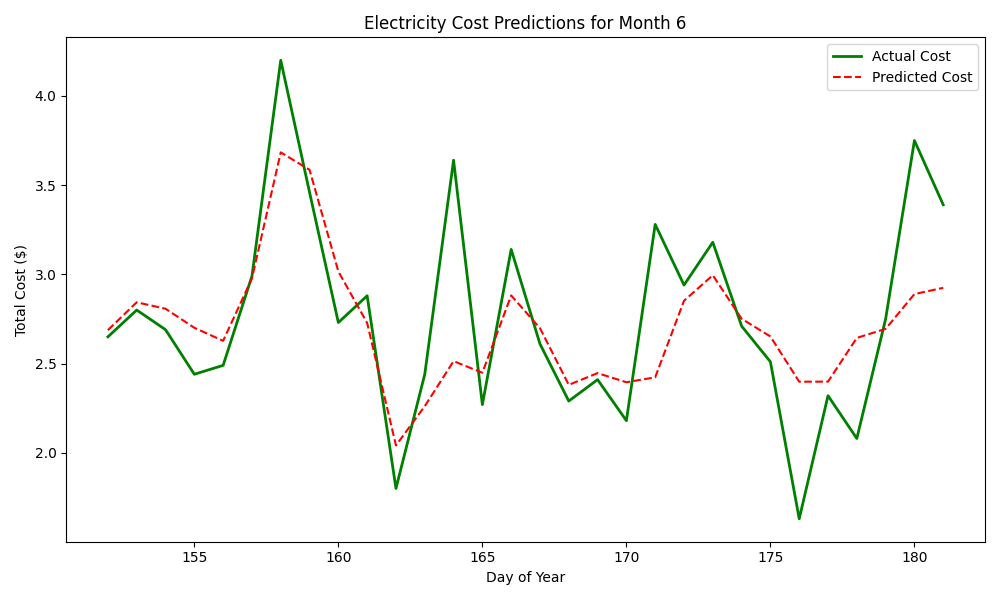 Electricity Cost Predictions for Month 6
Actual Cost
Predicted Cost
Total Cost ($)
4.0
3.5
3.0
2.5
2.0
155
160
165
170
175
180
Day of Year